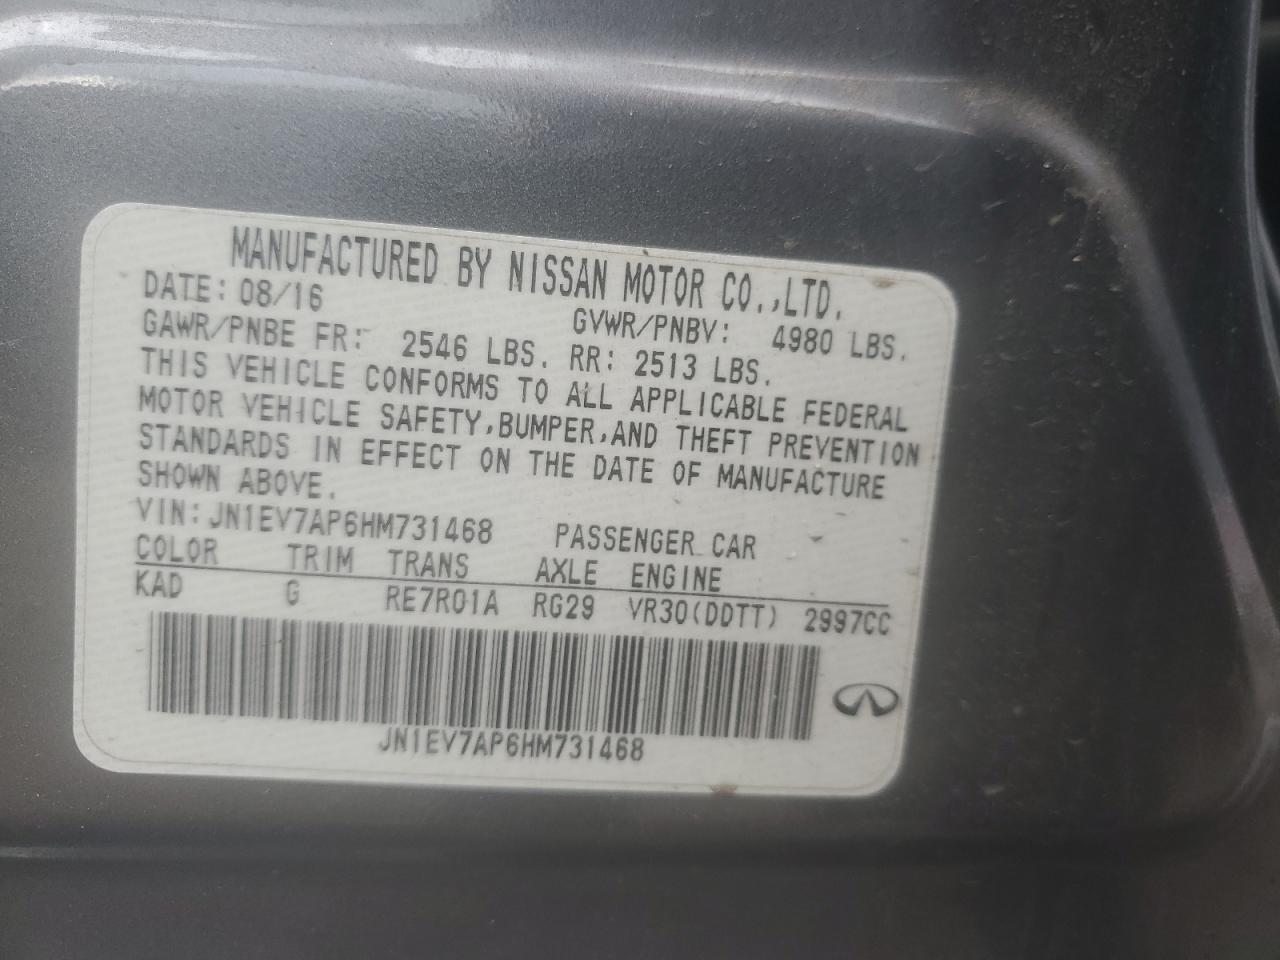 MANUFACTURED BY NISSAN MOTOR CO.,LTD.
DATE: 08/16 GVWR/PNBV: 4980 LBS.
GAWR/PNBE FR: 2546 LBS. RR: 2513 LBS.
THIS VEHICLE CONFORMS TO ALL APPLICABLE FEDERAL
MOTOR VEHICLE SAFETY,BUMPER,AND THEFT PREVENTION
STANDARDS IN EFFECT ON THE DATE OF MANUFACTURE
SHOWN ABOVE.
VIN: JN1EV7AP6HM731468 PASSENGER CAR
COLOR TRIM TRANS AXLE ENGINE
KAD G RE7R01A RG29 VR30(DDTT) 2997CC
JN1EV7AP6HM731468